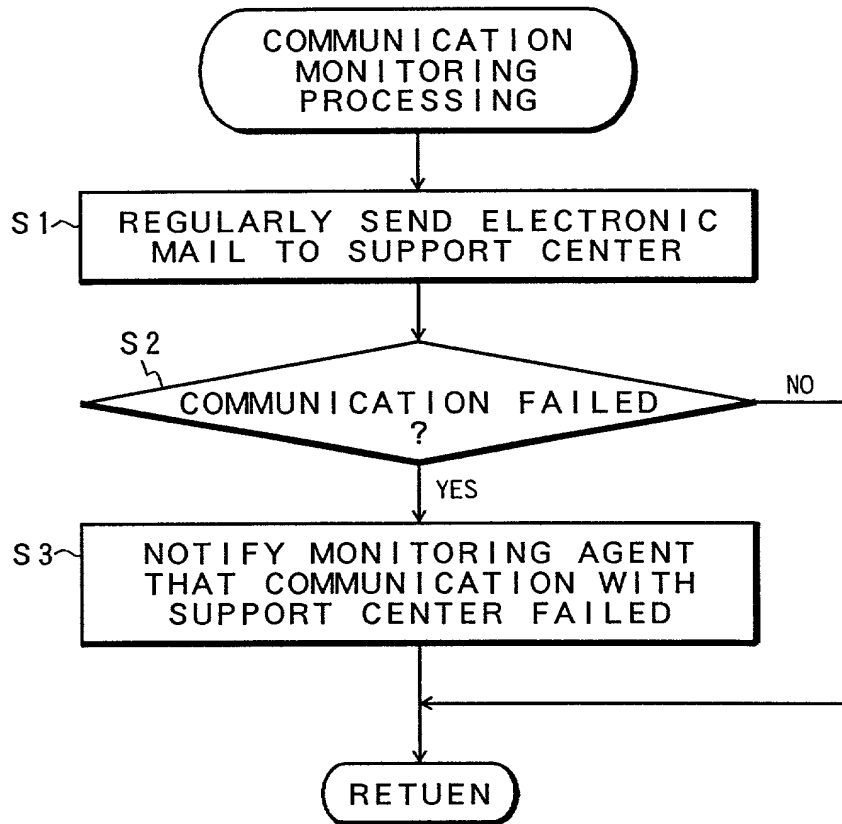 COMMUNICATION
MONITORING
PROCESSING
S1
REGULARLY SEND ELECTRONIC
MAIL TO SUPPORT CENTER
S2
COMMUNICATION FAILED
?
NO
YES
S3
NOTIFY MONITORING AGENT
THAT COMMUNICATION WITH
SUPPORT CENTER FAILED
RETUEN